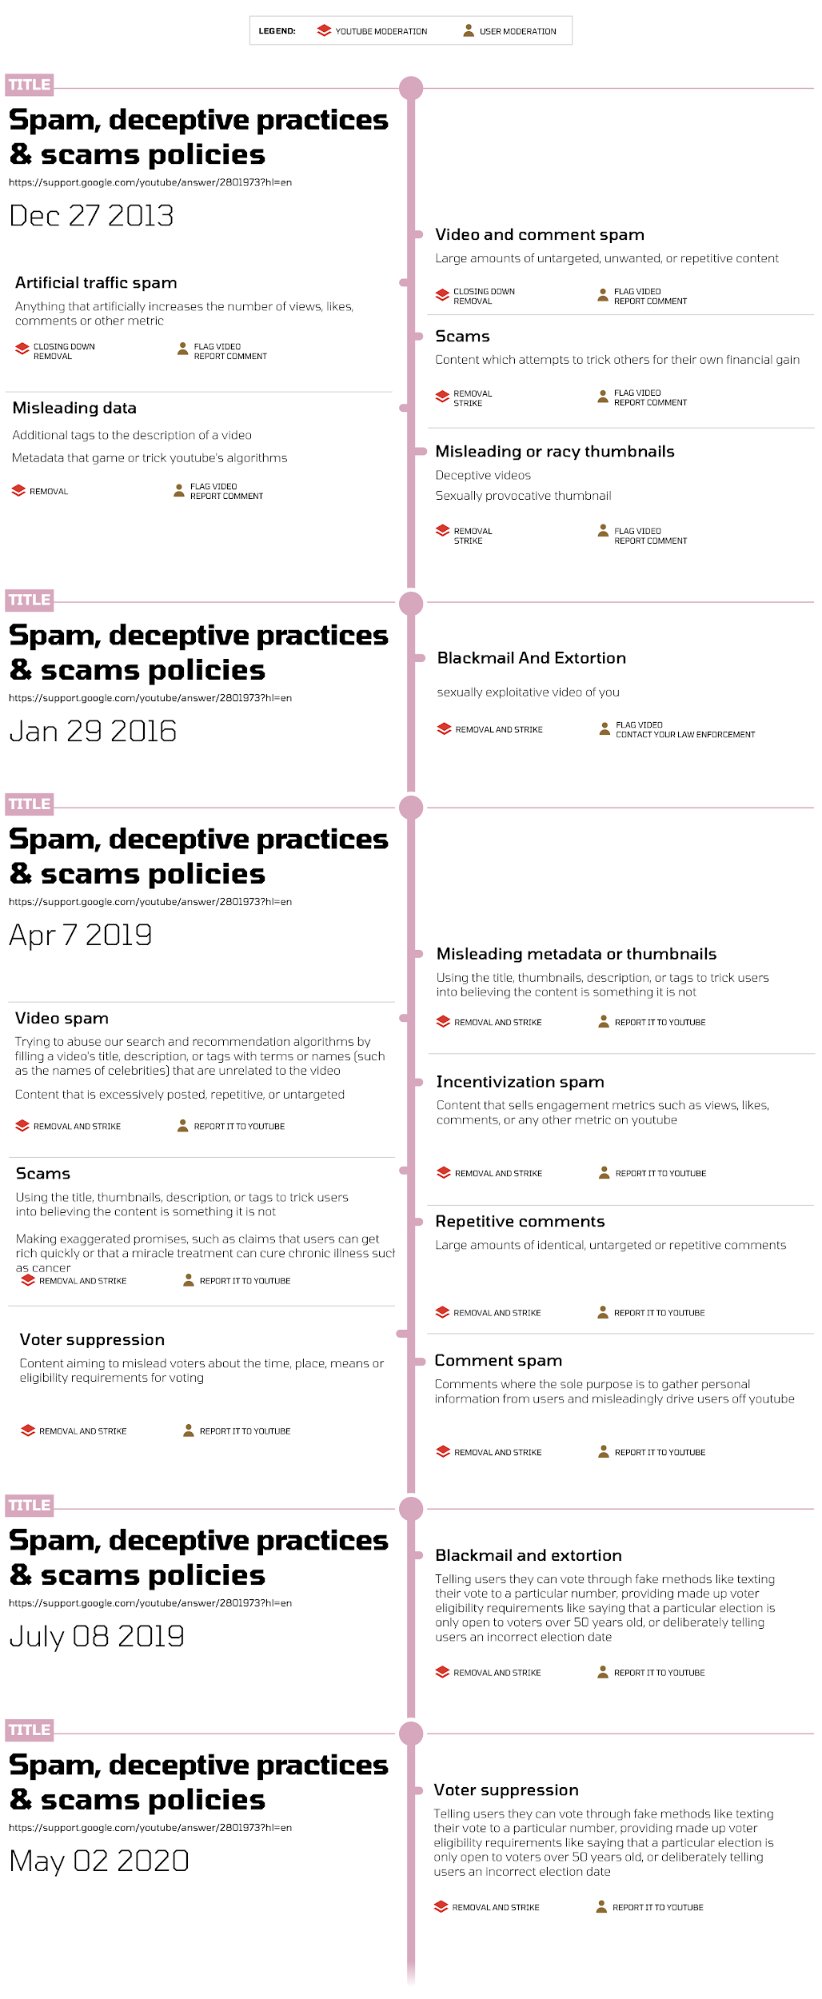 LEGEND:
YOUTUBE MODERATION
USER MODERATION
TITLE
Spam, deceptive practices
& scams policies
https://support.google.com/youtube/answer/2801973?hl=en
Dec 27 2013
Artificial traffic spam
Anything that artificially increases the number of views, likes,
comments or other metric
CLOSING DOWN
REMOVAL
FLAG VIDEO
REPORT COMMENT
Misleading data
Additional tags to the description of a video
Metadata that game or trick youtube's algorithms
REMOVAL
FLAG VIDEO
REPORT COMMENT
Video and comment spam
Large amounts of untargeted, unwanted, or repetitive content
CLOSING DOWN
REMOVAL
FLAG VIDEO
REPORT COMMENT
Scams
Content which attempts to trick others for their own financial gain
REMOVAL
STRIKE
FLAG VIDEO
REPORT COMMENT
Misleading or racy thumbnails
Deceptive videos
Sexually provocative thumbnail
REMOVAL
STRIKE
FLAG VIDEO
REPORT COMMENT
TITLE
Spam, deceptive practices
& scams policies
https://support.google.com/youtube/answer/2801973?hl=en
Jan 29 2016
Blackmail And Extortion
sexually exploitative video of you
REMOVAL AND STRIKE
FLAG VIDEO
CONTACT YOUR LAW ENFORCEMENT
TITLE
Spam, deceptive practices
& scams policies
https://support.google.com/youtube/answer/2801973?hl=en
Apr 7 2019
Video spam
Trying to abuse our search and recommendation algorithms by
filling a video's title, description, or tags with terms or names (such
as the names of celebrities) that are unrelated to the video
Content that is excessively posted, repetitive, or untargeted
REMOVAL AND STRIKE
REPORT IT TO YOUTUBE
Scams
Using the title, thumbnails, description, or tags to trick users
into believing the content is something it is not
Making exaggerated promises, such as claims that users can get
rich quickly or that a miracle treatment can cure chronic illness such
as cancer
REMOVAL AND STRIKE
REPORT IT TO YOUTUBE
Voter suppression
Content aiming to mislead voters about the time, place, means or
eligibility requirements for voting
REMOVAL AND STRIKE
REPORT IT TO YOUTUBE
Misleading metadata or thumbnails
Using the title, thumbnails, description, or tags to trick users
into believing the content is something it is not
REMOVAL AND STRIKE
REPORT IT TO YOUTUBE
Incentivization spam
Content that sells engagement metrics such as views, likes,
comments, or any other metric on youtube
REMOVAL AND STRIKE
REPORT IT TO YOUTUBE
Repetitive comments
Large amounts of identical, untargeted or repetitive comments
REMOVAL AND STRIKE
REPORT IT TO YOUTUBE
Comment spam
Comments where the sole purpose is to gather personal
information from users and misleadingly drive users off youtube
REMOVAL AND STRIKE
REPORT IT TO YOUTUBE
TITLE
Spam, deceptive practices
& scams policies
https://support.google.com/youtube/answer/2801973?hl=en
July 08 2019
Blackmail and extortion
Telling users they can vote through fake methods like texting
their vote to a particular number, providing made up voter
eligibility requirements like saying that a particular election is
only open to voters over 50 years old, or deliberately telling
users an incorrect election date
REMOVAL AND STRIKE
REPORT IT TO YOUTUBE
TITLE
Spam, deceptive practices
& scams policies
https://support.google.com/youtube/answer/2801973?hl=en
May 02 2020
Voter suppression
Telling users they can vote through fake methods like texting
their vote to a particular number, providing made up voter
eligibility requirements like saying that a particular election is
only open to voters over 50 years old, or deliberately telling
users an incorrect election date
REMOVAL AND STRIKE
REPORT IT TO YOUTUBE